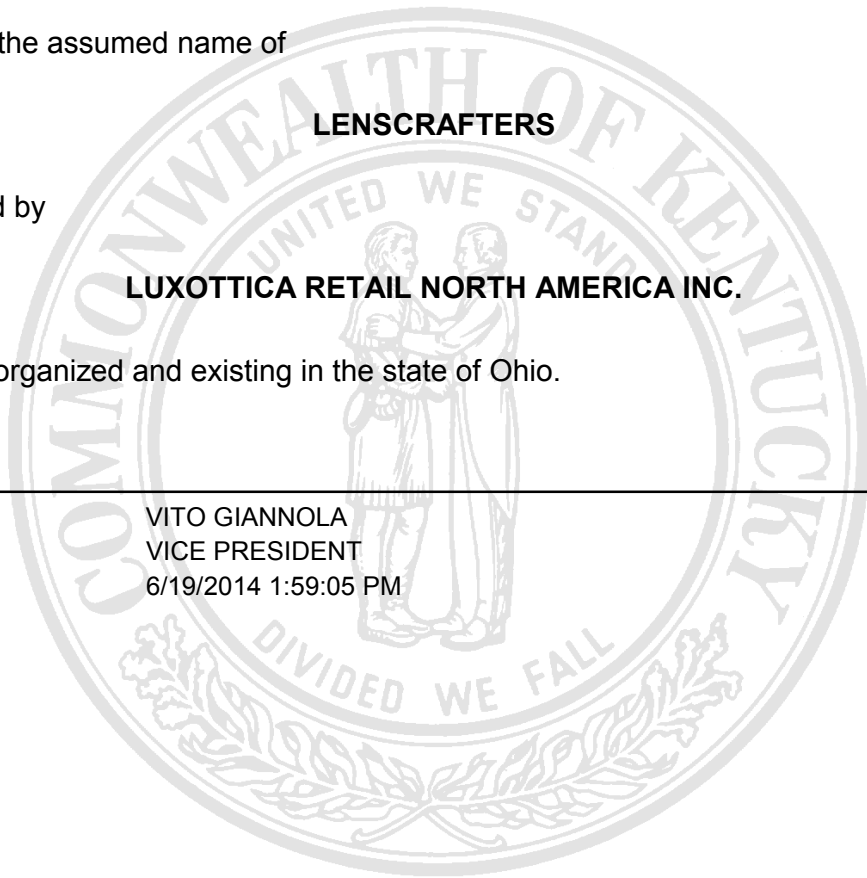 the assumed name of
LENSCRAFTERS
d by
LUXOTTICA RETAIL NORTH AMERICA INC.
organized and existing in the state of Ohio.
VITO GIANNOLA
VICE PRESIDENT
6/19/2014 1:59:05 PM
COMMONWEALTH OF KENTUCKY
UNITED WE STAND
DIVIDED WE FALL